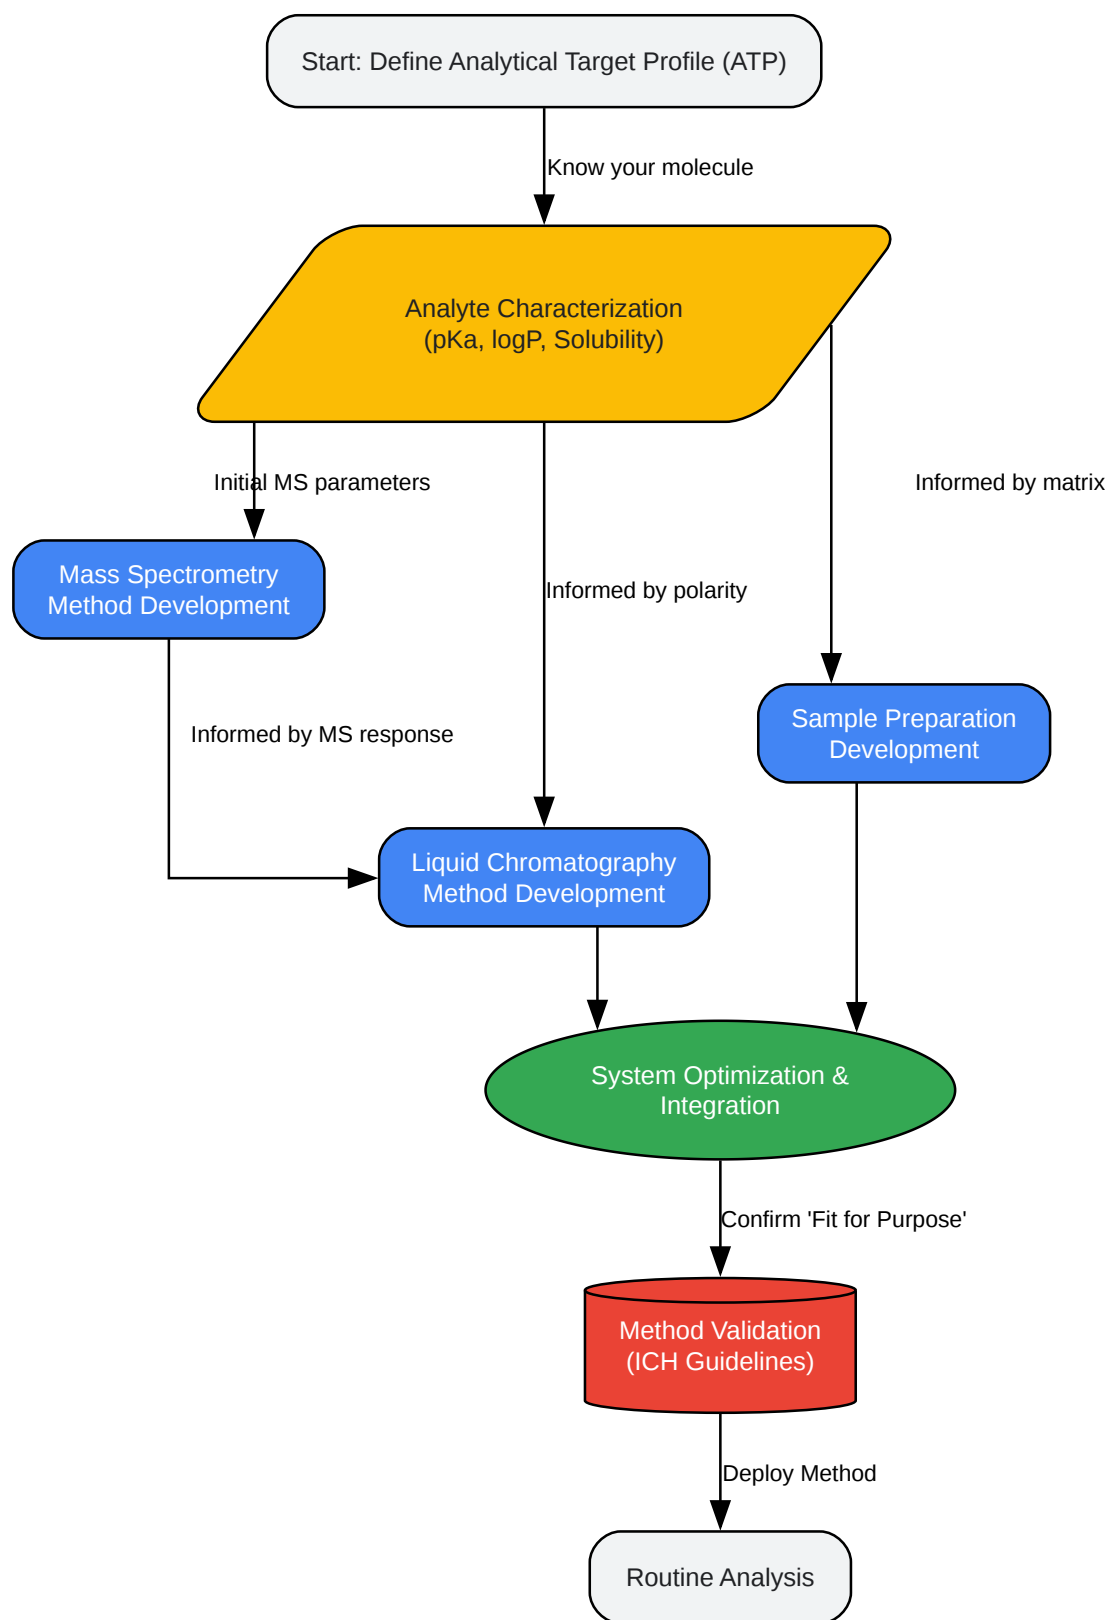 Start: Define Analytical Target Profile (ATP)
Know your molecule
Analyte Characterization
(pKa, logP, Solubility)
Initial MS parameters
Informed by matrix
Mass Spectrometry
Method Development
Informed by polarity
Informed by MS response
Sample Preparation
Development
Liquid Chromatography
Method Development
System Optimization &
Integration
Confirm 'Fit for Purpose'
Method Validation
(ICH Guidelines)
Deploy Method
Routine Analysis